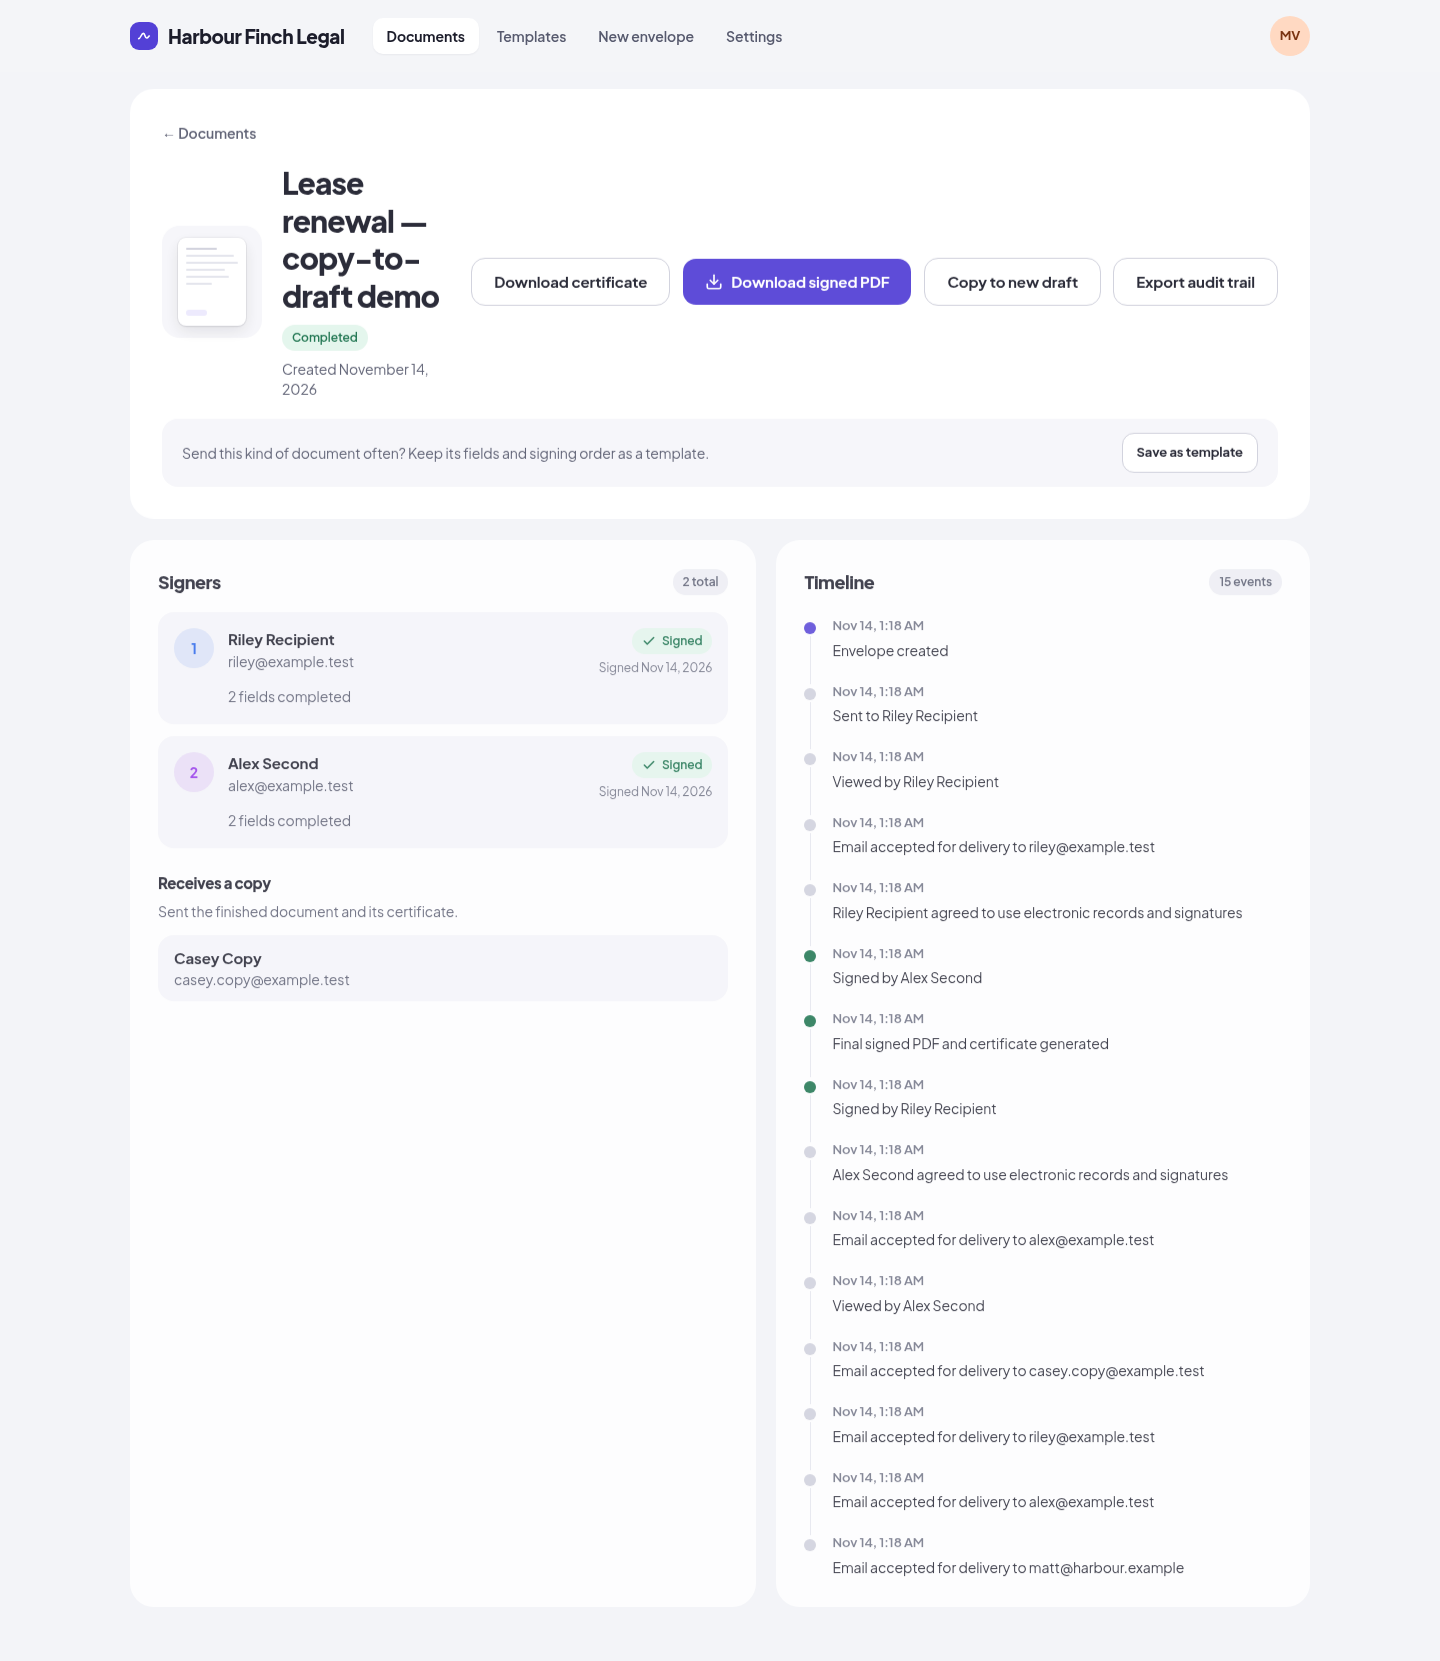 Harbour Finch Legal
Documents
Templates
New envelope
Settings
MV
← Documents
Lease
renewal —
copy-to-
draft demo
Completed
Created November 14,
2026
Download certificate
Download signed PDF
Copy to new draft
Export audit trail
Send this kind of document often? Keep its fields and signing order as a template.
Save as template
Signers
2 total
1
Riley Recipient
riley@example.test
2 fields completed
Signed
Signed Nov 14, 2026
2
Alex Second
alex@example.test
2 fields completed
Signed
Signed Nov 14, 2026
Receives a copy
Sent the finished document and its certificate.
Casey Copy
casey.copy@example.test
Timeline
15 events
Nov 14, 1:18 AM
Envelope created
Nov 14, 1:18 AM
Sent to Riley Recipient
Nov 14, 1:18 AM
Viewed by Riley Recipient
Nov 14, 1:18 AM
Email accepted for delivery to riley@example.test
Nov 14, 1:18 AM
Riley Recipient agreed to use electronic records and signatures
Nov 14, 1:18 AM
Signed by Alex Second
Nov 14, 1:18 AM
Final signed PDF and certificate generated
Nov 14, 1:18 AM
Signed by Riley Recipient
Nov 14, 1:18 AM
Alex Second agreed to use electronic records and signatures
Nov 14, 1:18 AM
Email accepted for delivery to alex@example.test
Nov 14, 1:18 AM
Viewed by Alex Second
Nov 14, 1:18 AM
Email accepted for delivery to casey.copy@example.test
Nov 14, 1:18 AM
Email accepted for delivery to riley@example.test
Nov 14, 1:18 AM
Email accepted for delivery to alex@example.test
Nov 14, 1:18 AM
Email accepted for delivery to matt@harbour.example